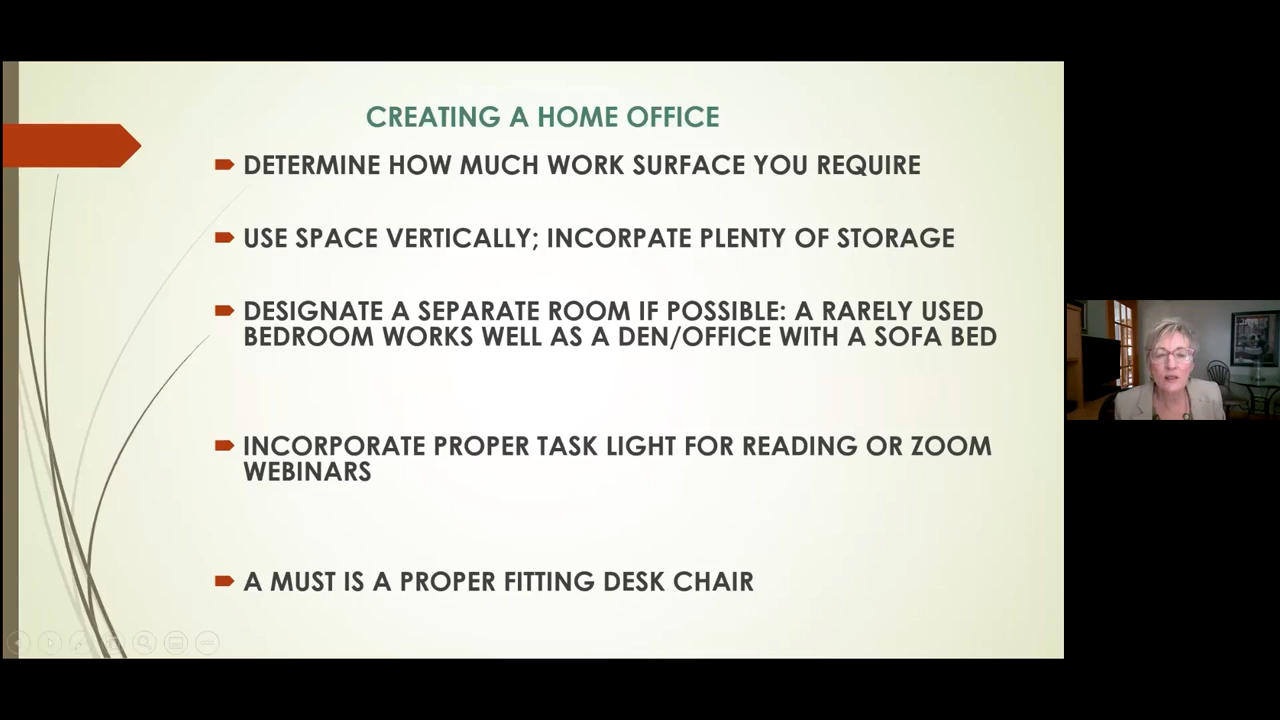 CREATING A HOME OFFICE
DETERMINE HOW MUCH WORK SURFACE YOU REQUIRE
USE SPACE VERTICALLY; INCORPATE PLENTY OF STORAGE
DESIGNATE A SEPARATE ROOM IF POSSIBLE: A RARELY USED
BEDROOM WORKS WELL AS A DEN/OFFICE WITH A SOFA BED
INCORPORATE PROPER TASK LIGHT FOR READING OR ZOOM
WEBINARS
A MUST IS A PROPER FITTING DESK CHAIR